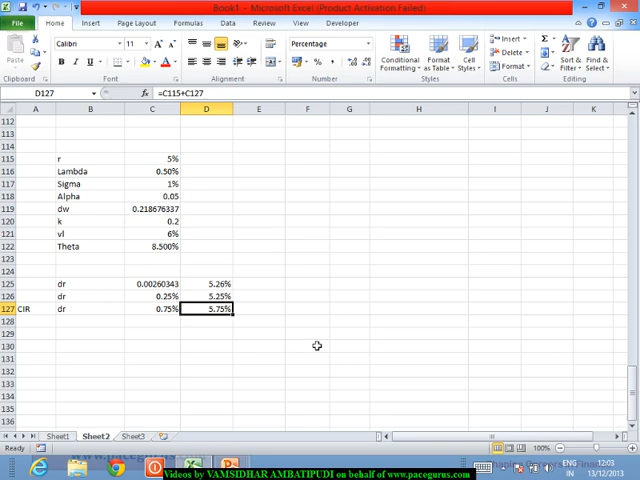 Book1 - Microsoft Excel (Product Activation Failed)
File Home Insert Page Layout Formulas Data Review View Developer
Paste Calibri 11 A A Percentage Conditional Formatting Format as Table Cell Styles Insert Delete Format Sort & Filter Find & Select
B I U % ,
Clipboard Font Alignment Number Styles Cells Editing
D127 fx =C115+C127
A B C D E F G H I J K
112
113
114
115 r 5%
116 Lambda 0.50%
117 Sigma 1%
118 Alpha 0.05
119 dw 0.218676337
120 k 0.2
121 vl 6%
122 Theta 8.500%
123
124
125 dr 0.00260343 5.26%
126 dr 0.25% 5.25%
127 CIR dr 0.75% 5.75%
128
129
130
131
132
133
134
135
136
Sheet1 Sheet2 Sheet3
Ready 100%
www.pacegurus.com
ENG 12:03
IN 13/12/2013
Videos by VAMSIDHAR AMBATIPUDI on behalf of www.pacegurus.com